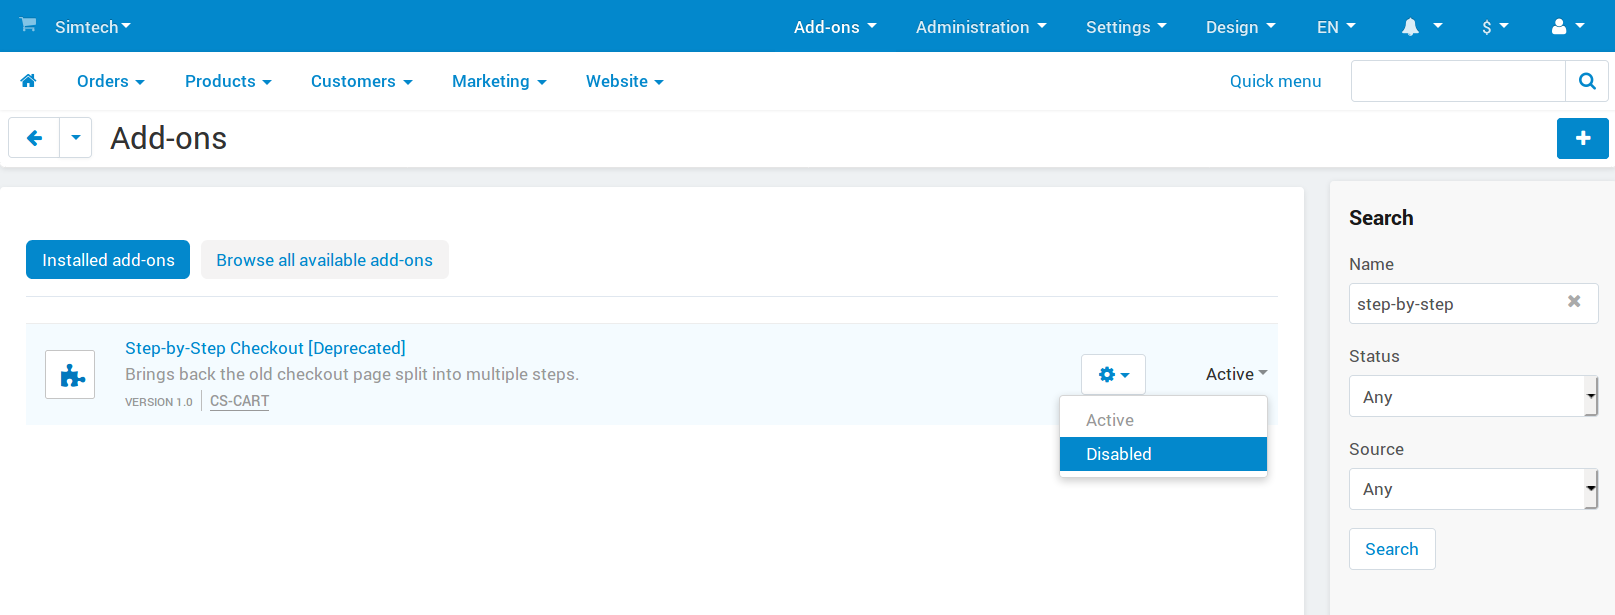 Simtech Add-ons Administration Settings Design EN $
Orders Products Customers Marketing Website Quick menu
Add-ons
Installed add-ons Browse all available add-ons
Step-by-Step Checkout [Deprecated]
Brings back the old checkout page split into multiple steps.
VERSION 1.0 CS-CART
Active
Active
Disabled
Search
Name
step-by-step
Status
Any
Source
Any
Search